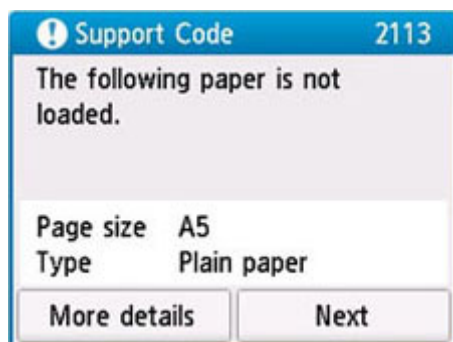 Support Code 2113
The following paper is not
loaded.
Page size A5
Type Plain paper
More details Next